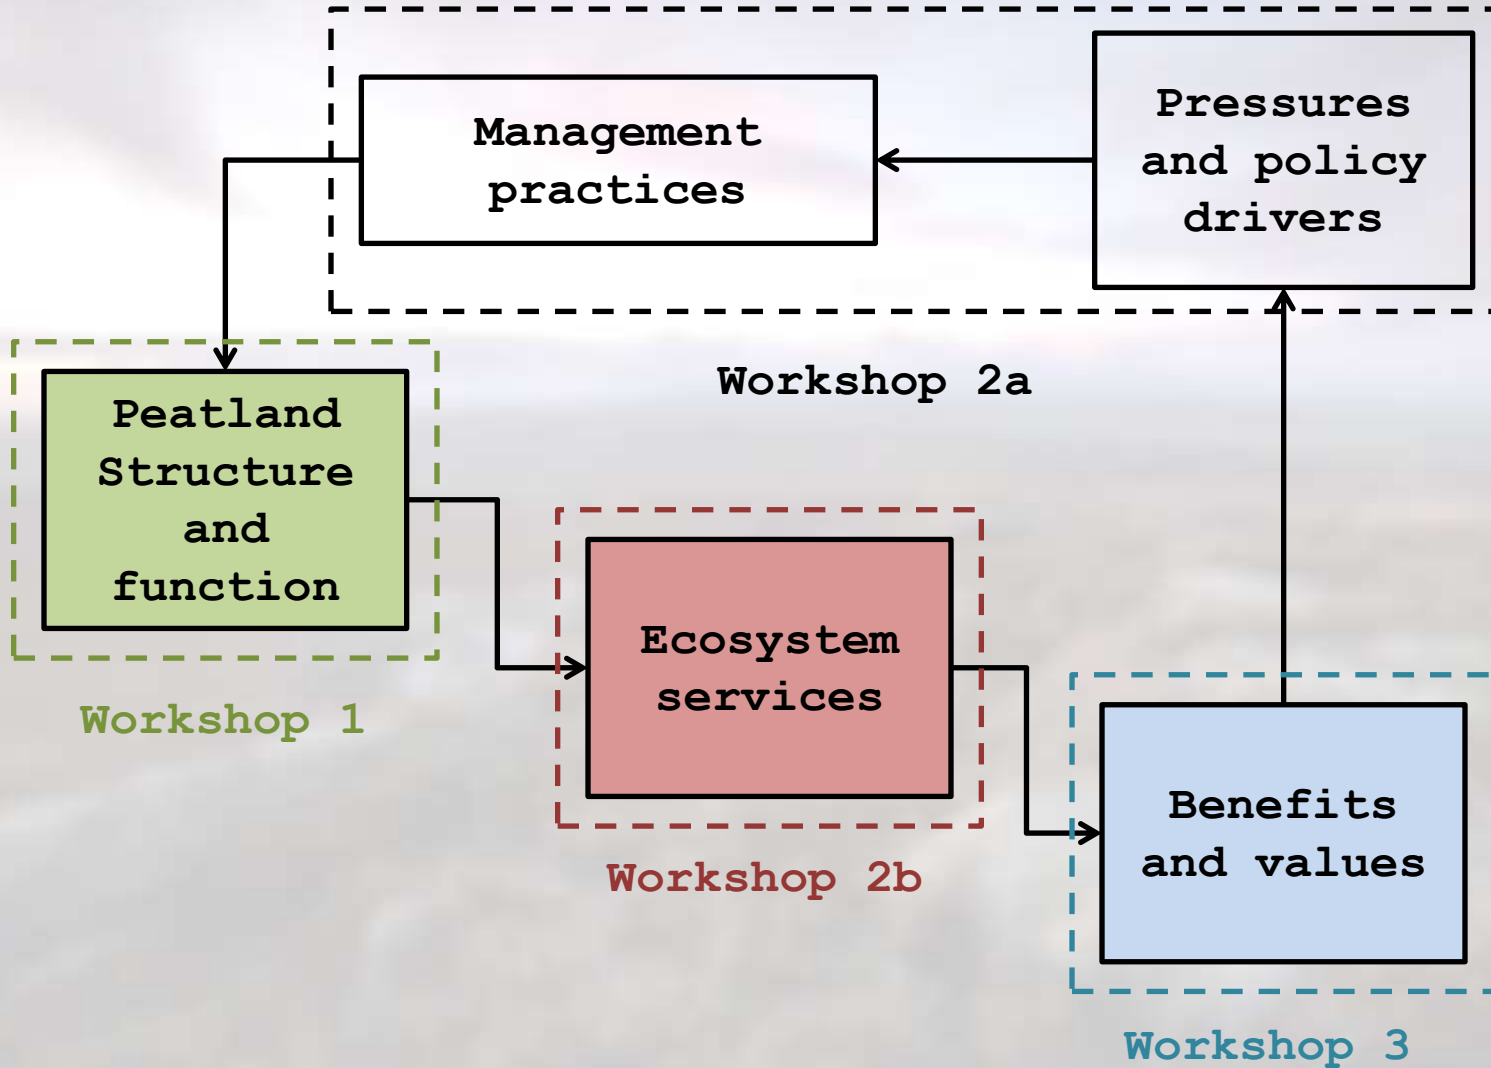 Management
practices
Pressures
and policy
drivers
Workshop 2a
Peatland
Structure
and
function
Workshop 1
Ecosystem
services
Workshop 2b
Benefits
and values
Workshop 3